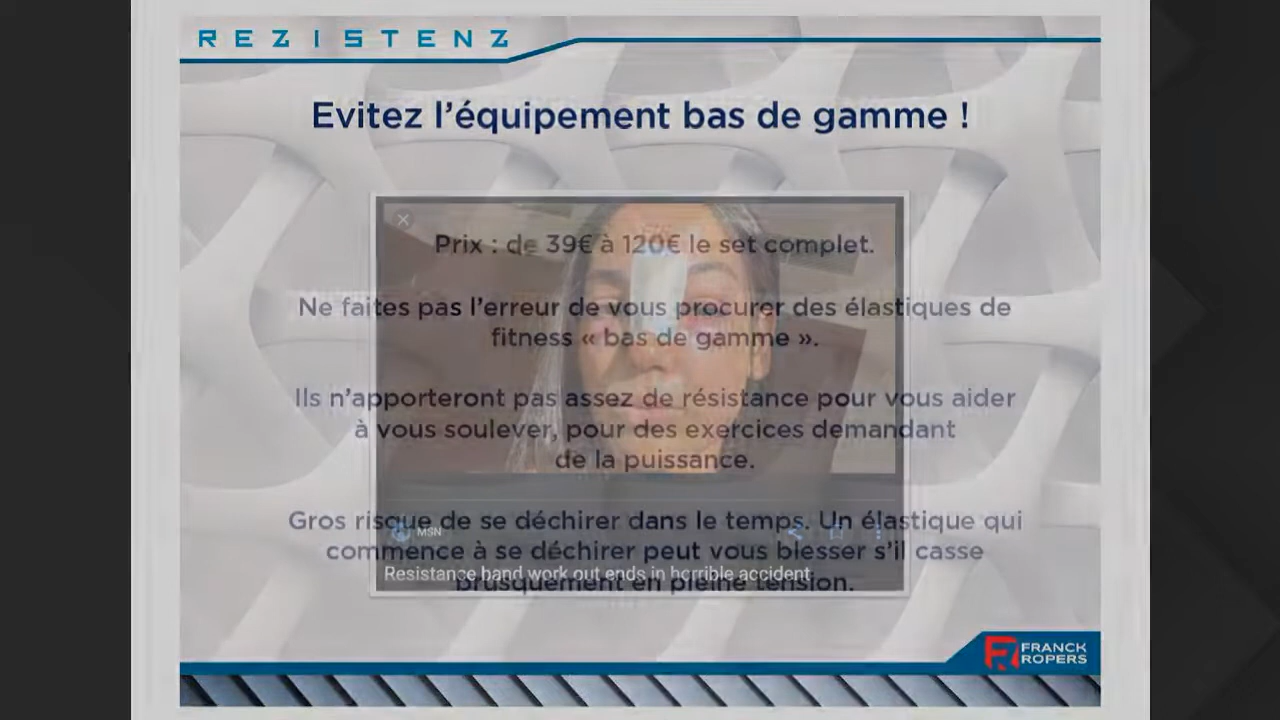 REZISTENZ
Evitez l'équipement bas de gamme !
Prix : de 39€ à 120€ le set complet.
Ne faites pas l'erreur de vous procurer des élastiques de
fitness « bas de gamme ».
Ils n'apporteront pas assez de résistance pour vous aider
à vous soulever, pour des exercices demandant
de la puissance.
Gros risque de se déchirer dans le temps. Un élastique qui
MSN
commence à se déchirer peut vous blesser s'il casse
Resistance band work out ends in horrible accident
brusquement en pleine tension.
FRANCK
ROPERS